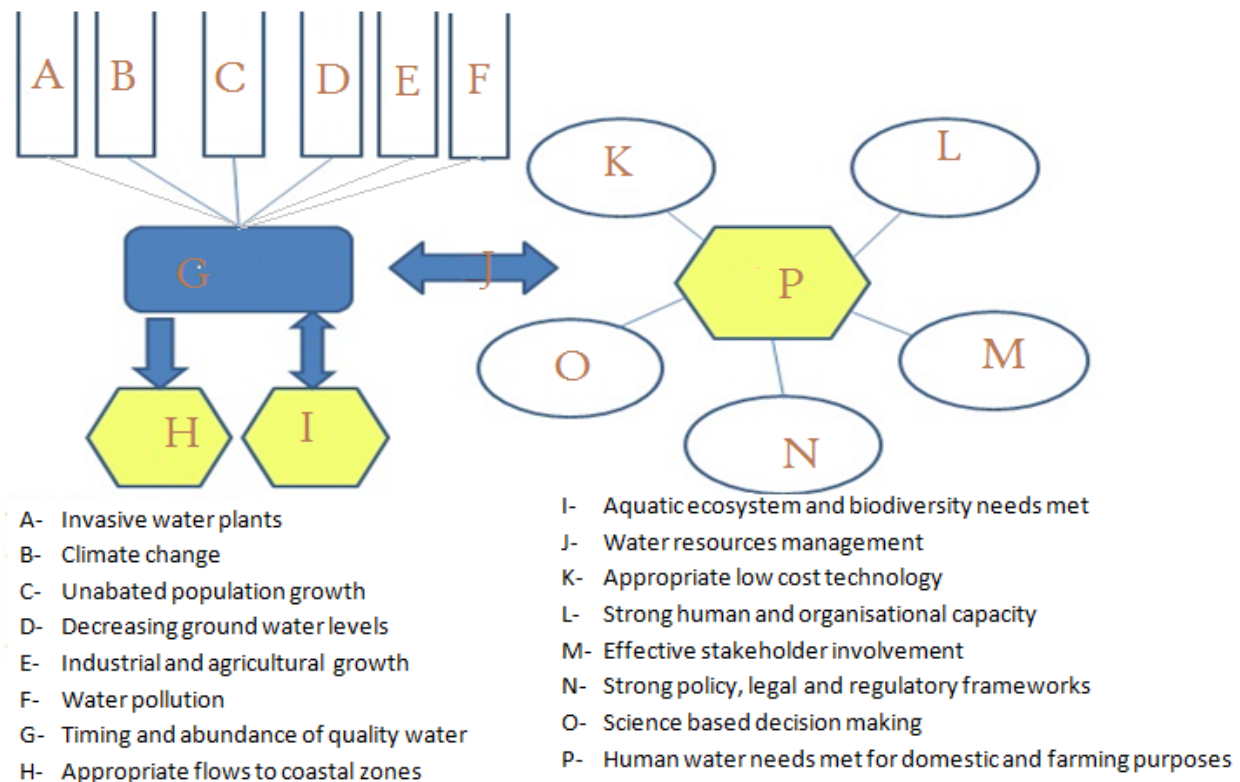 A
B
C
D
E
F
K
L
G
J
P
O
M
H
I
N
A- Invasive water plants
B- Climate change
C- Unabated population growth
D- Decreasing ground water levels
E- Industrial and agricultural growth
F- Water pollution
G- Timing and abundance of quality water
H- Appropriate flows to coastal zones
I- Aquatic ecosystem and biodiversity needs met
J- Water resources management
K- Appropriate low cost technology
L- Strong human and organisational capacity
M- Effective stakeholder involvement
N- Strong policy, legal and regulatory frameworks
O- Science based decision making
P- Human water needs met for domestic and farming purposes